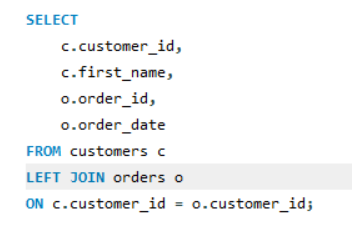 SELECT
    c.customer_id,
    c.first_name,
    o.order_id,
    o.order_date
FROM customers c
LEFT JOIN orders o
ON c.customer_id = o.customer_id;